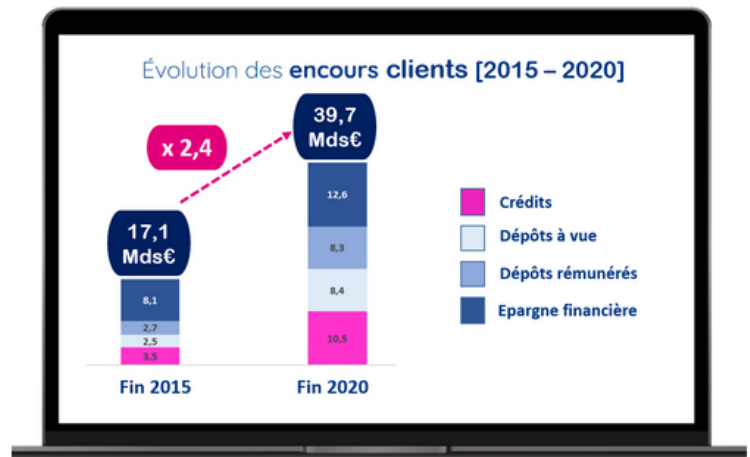 Évolution des encours clients [2015 – 2020]
39,7
Mds€
x 2,4
17,1
Mds€
12,6
8,3
8,4
10,5
8,1
2,7
2,5
3,5
Fin 2015
Fin 2020
Crédits
Dépôts à vue
Dépôts rémunérés
Epargne financière